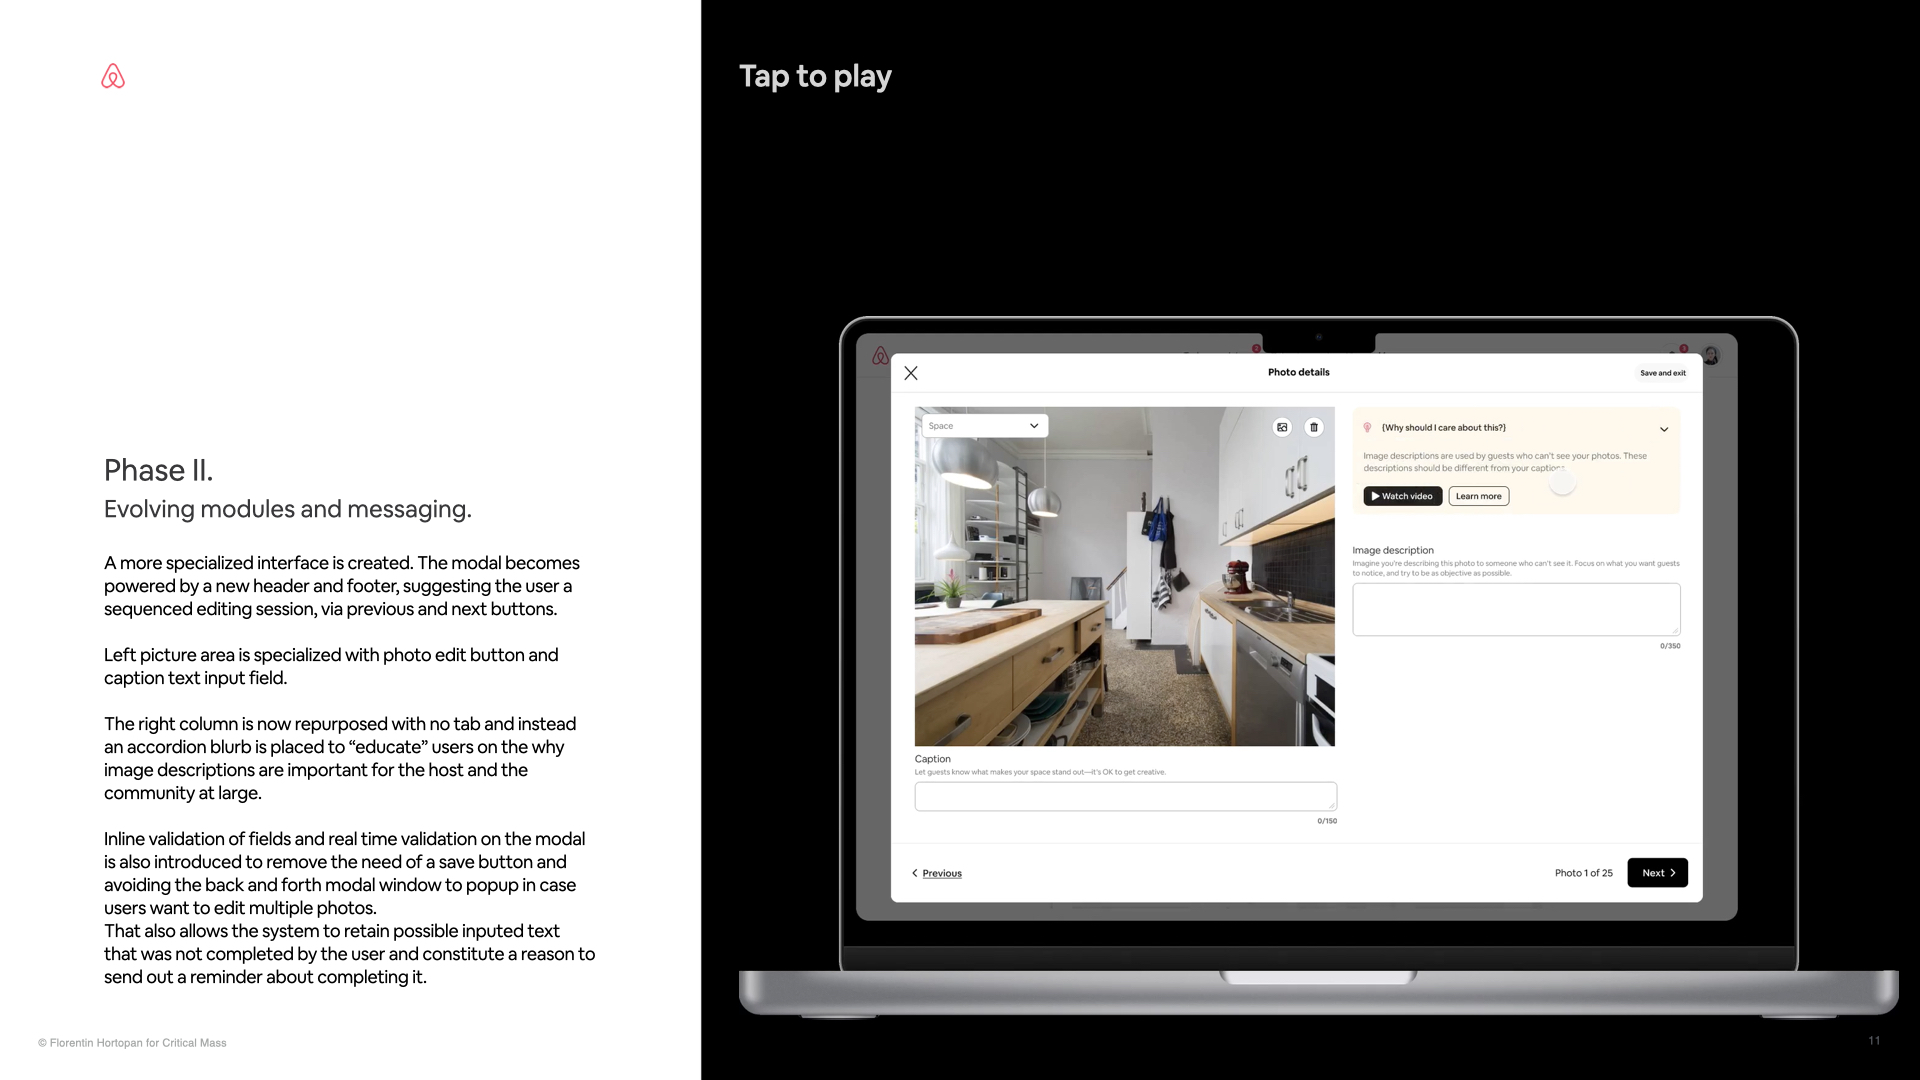 Tap to play
Phase II.
Evolving modules and messaging.
A more specialized interface is created. The modal becomes
powered by a new header and footer, suggesting the user a
sequenced editing session, via previous and next buttons.
Left picture area is specialized with photo edit button and
caption text input field.
The right column is now repurposed with no tab and instead
an accordion blurb is placed to “educate” users on the why
image descriptions are important for the host and the
community at large.
Inline validation of fields and real time validation on the modal
is also introduced to remove the need of a save button and
avoiding the back and forth modal window to popup in case
users want to edit multiple photos.
That also allows the system to retain possible inputed text
that was not completed by the user and constitute a reason to
send out a reminder about completing it.
© Florentin Hortopan for Critical Mass
Photo details
Save and exit
Space
{Why should I care about this?}
Image descriptions are used by guests who can't see your photos. These
descriptions should be different from your captions.
Watch video
Learn more
Image description
Imagine you're describing this photo to someone who can't see it. Focus on what you want guests
to notice, and try to be as objective as possible.
0/350
Caption
Let guests know what makes your space stand out—it's OK to get creative.
0/150
Previous
Photo 1 of 25
Next
11